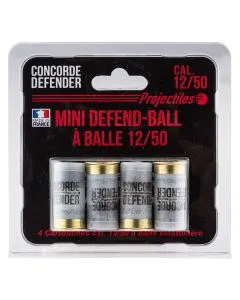 CONCORDE
DEFENDER
CAL.
12/50
Projectiles
MADE IN
FRANCE
MINI DEFEND-BALL
À BALLE 12/50
CONCORDE
DEFENDER
CONCORDE
DEFENDER
4 Cartouches cal. 12/50 à balle élastomère